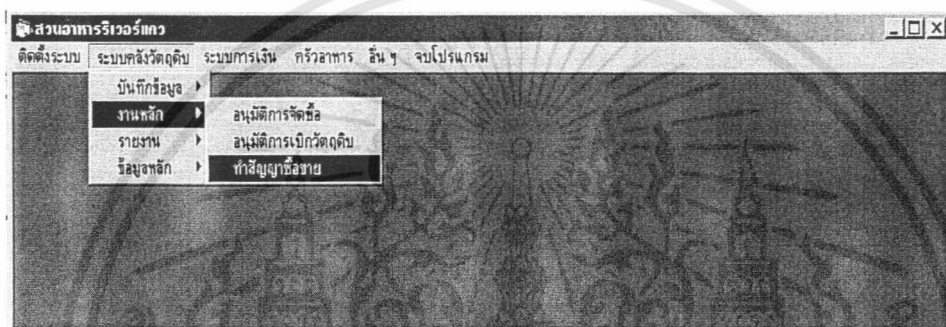 สวนอาหารริเวอร์แคว
ติดตั้งระบบ ระบบคลังวัตถุดิบ ระบบการเงิน ครัวอาหาร อื่น ๆ จบโปรแกรม
บันทึกข้อมูล
งานหลัก
รายงาน
ข้อมูลหลัก
อนุมัติการจัดซื้อ
อนุมัติการเบิกวัตถุดิบ
ทำสัญญาซื้อขาย